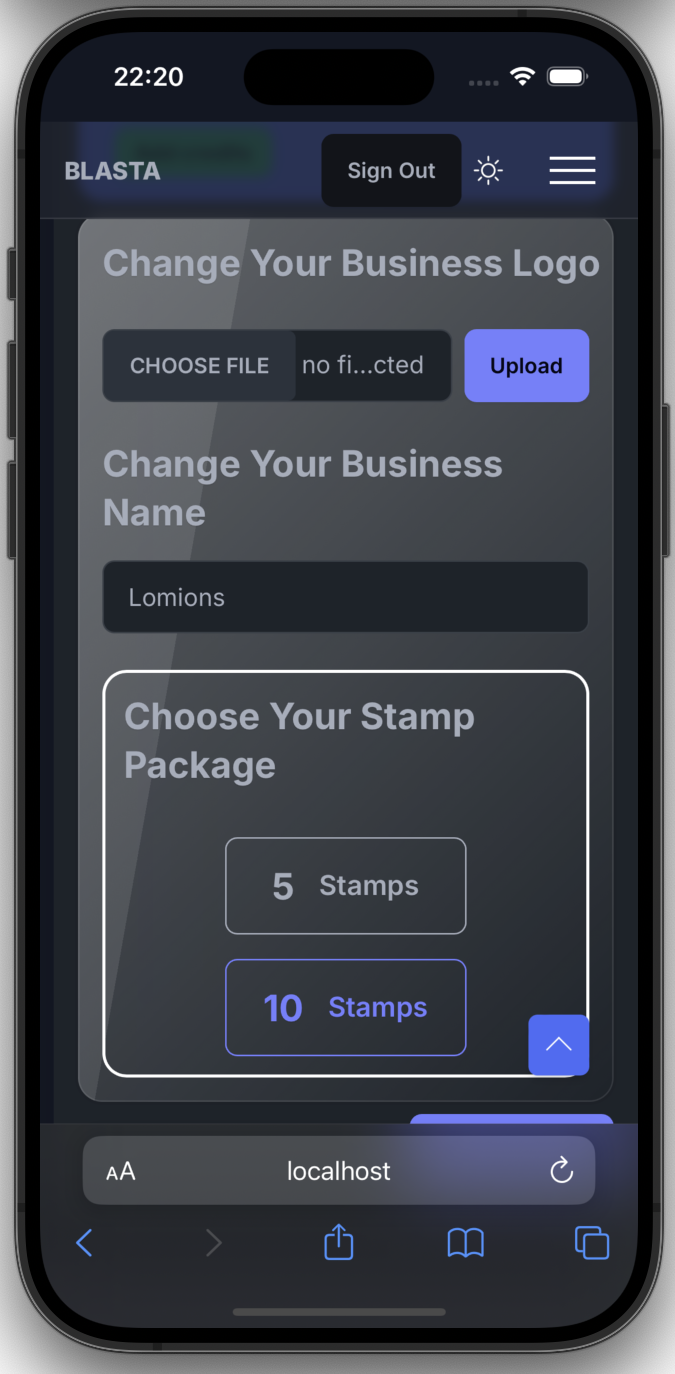 22:20
BLASTA
Sign Out
Change Your Business Logo
CHOOSE FILE no fi...cted
Upload
Change Your Business
Name
Lomions
Choose Your Stamp
Package
5 Stamps
10 Stamps
AA
localhost